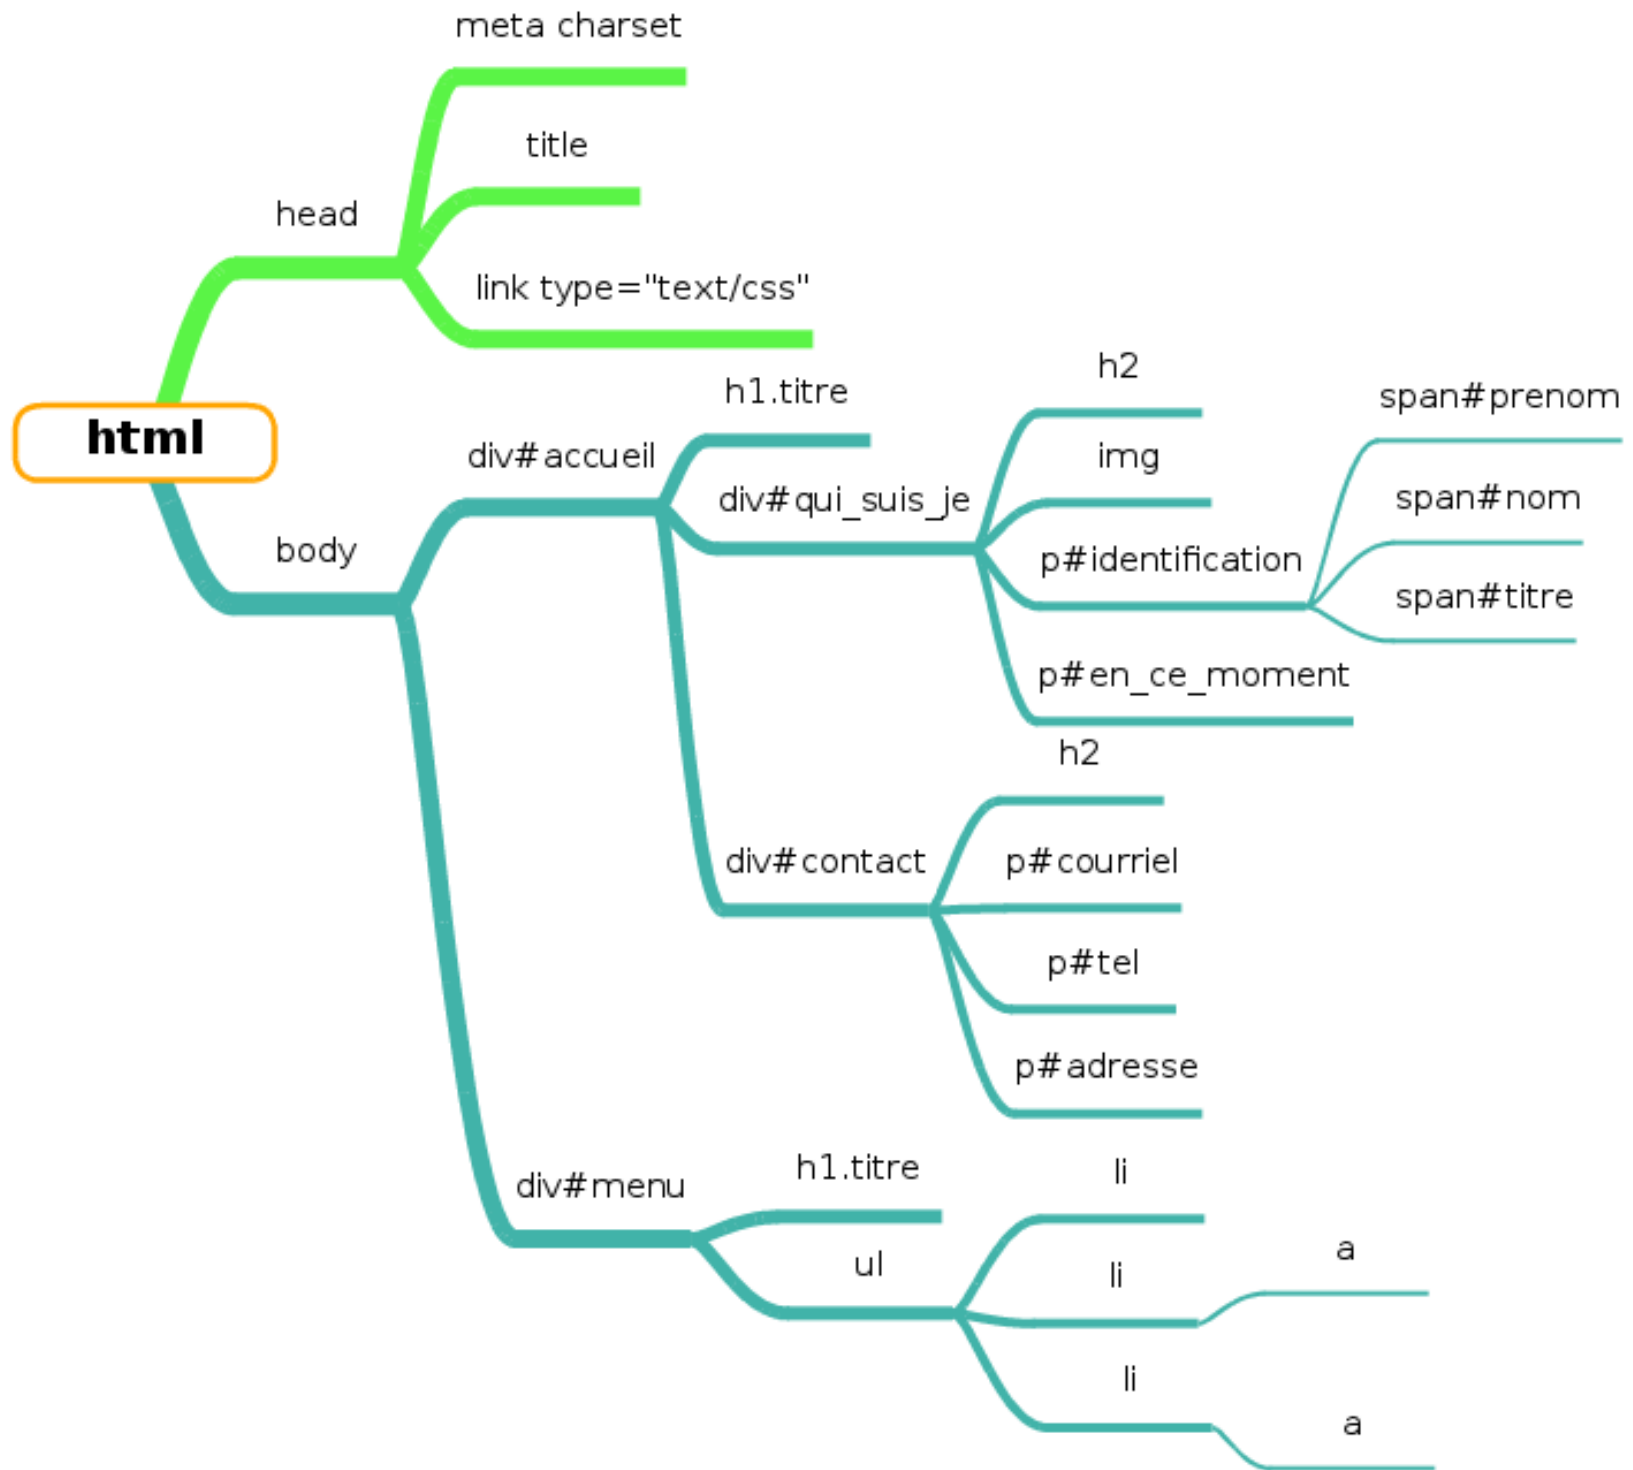 meta charset
title
head
link type="text/css"
html
body
div#accueil
h1.titre
div#qui_suis_je
h2
img
p#identification
span#prenom
span#nom
span#titre
p#en_ce_moment
div#contact
h2
p#courriel
p#tel
p#adresse
div#menu
h1.titre
ul
li
li
a
li
a